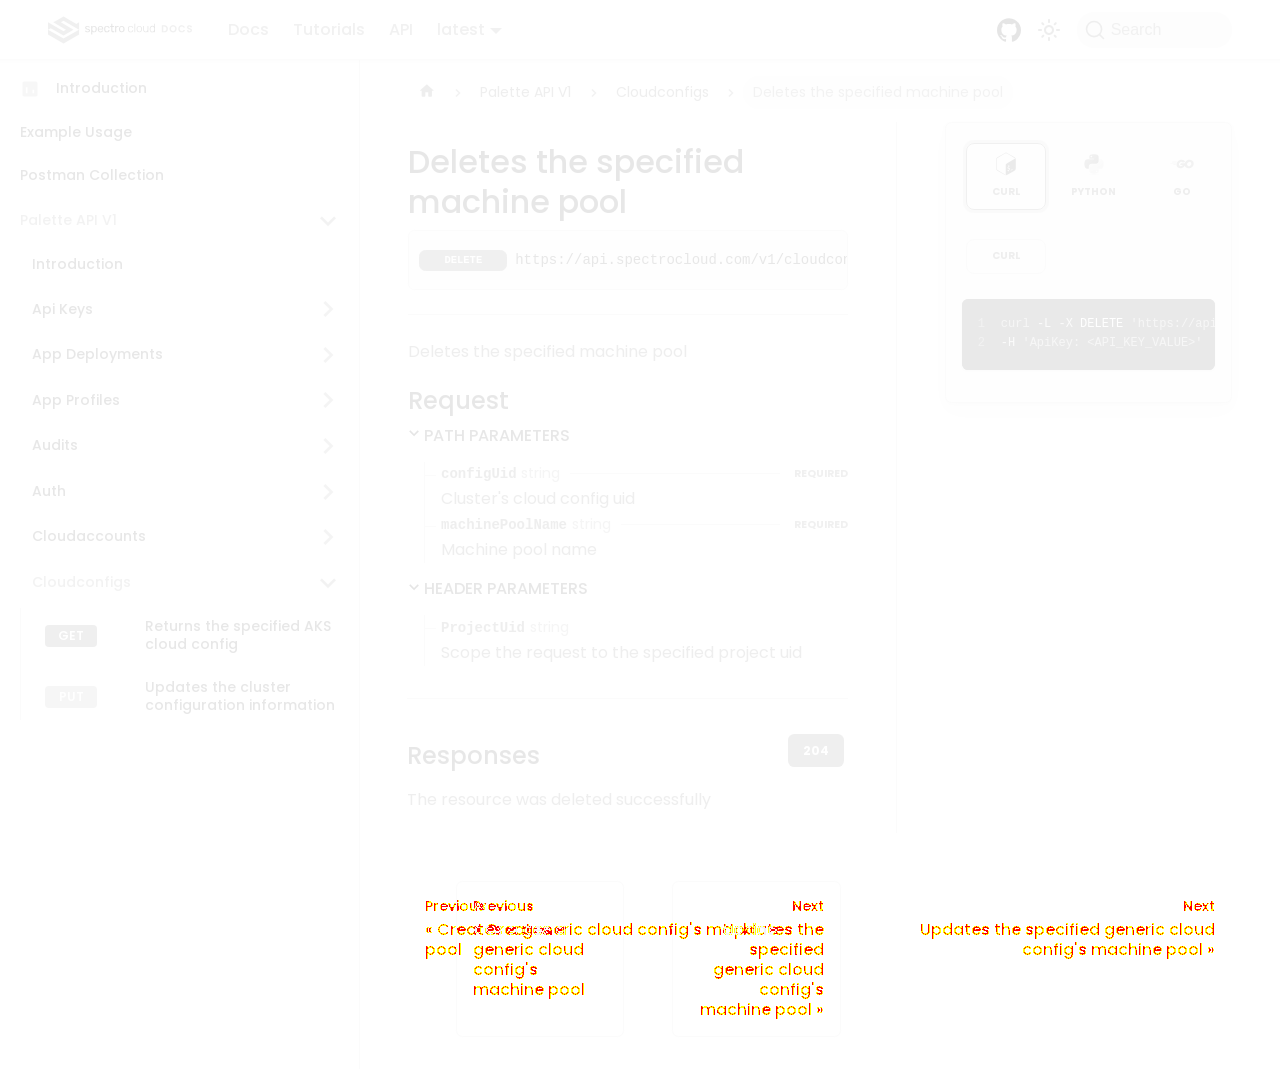 spectro cloud DOCS Docs Tutorials API latest Search
Introduction
Example Usage
Postman Collection
Palette API V1
Introduction
Api Keys
App Deployments
App Profiles
Audits
Auth
Cloudaccounts
Cloudconfigs
GET Returns the specified AKS
cloud config
PUT Updates the cluster
configuration information
Palette API V1 Cloudconfigs Deletes the specified machine pool
Deletes the specified
machine pool
DELETE https://api.spectrocloud.com/v1/cloudcon
Deletes the specified machine pool
Request
PATH PARAMETERS
configUid string REQUIRED
Cluster's cloud config uid
machinePoolName string REQUIRED
Machine pool name
HEADER PARAMETERS
ProjectUid string
Scope the request to the specified project uid
Responses 204
The resource was deleted successfully
CURL PYTHON GO
CURL
1 curl -L -X DELETE 'https://api
2 -H 'ApiKey: <API_KEY_VALUE>'
Previous
generic cloud config's
pool
Previous
generic cloud
config's
machine pool
Next
the
specified
generic cloud
config's
machine pool »
Next
Updates the specified generic cloud
config's machine pool »